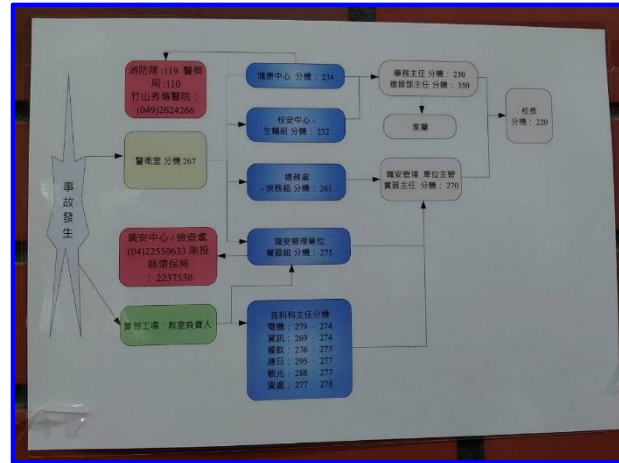 消防隊:119 警察
局:110
竹山秀傳醫院：
(049)2624266
健康中心 分機：234
學務主任 分機：230
進修部主任 分機：350
校長
分機：220
校安中心 -
生輔組 分機：232
家屬
警衛室 分機 267
總務處
- 庶務組 分機：261
職安管理 單位主管
實習主任 分機：270
事故發生
職安中心 / 檢查處
(04)22550633 南投
縣環保局
：2237530
職安管理單位
實習組 分機：275
實習工場：教室負責人
各科科主任分機
電機：279、274
資訊：269、274
餐飲：276、277
應日：295、277
觀光：288、277
資處：277、278